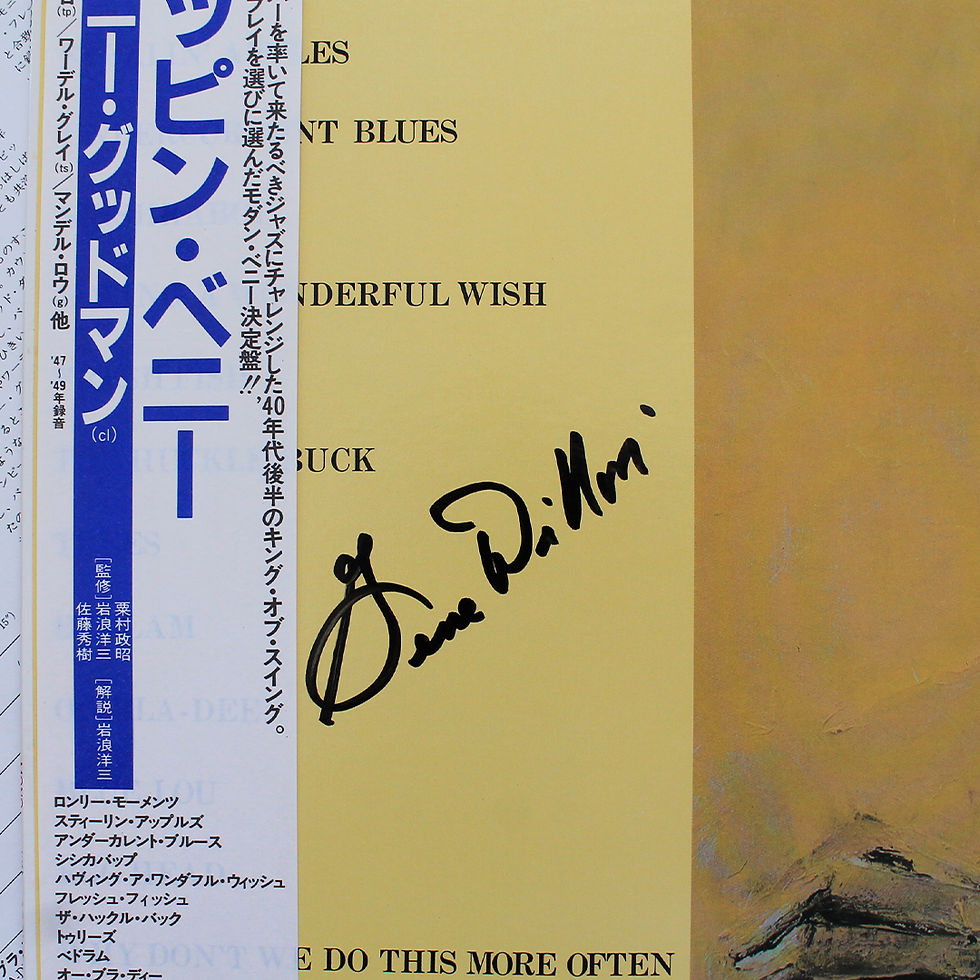 ッピン・ベニー
ニー・グッドマン(cl)
(tp)/ワーデル・グレイ(ts)/マンデル・ロウ(g)他 '47〜'49年録音
ーを率いて来たるべきジャズにチャレンジした40年代後半のキング・オブ・スイング。
プレイを選びに選んだモダン・ベニー決定盤!!
[監修]
粟村政昭
岩浪洋三
佐藤秀樹
[解説]岩浪洋三
ロンリー・モーメンツ
スティーリン・アップルズ
アンダーカレント・ブルース
シシカバップ
ハヴィング・ア・ワンダフル・ウィッシュ
フレッシュ・フィッシュ
ザ・ハックル・バック
トゥリーズ
ベドラム
オー・ブラ・ディー
LES
NT BLUES
NDERFUL WISH
BUCK
Gene
E DO THIS MORE OFTEN